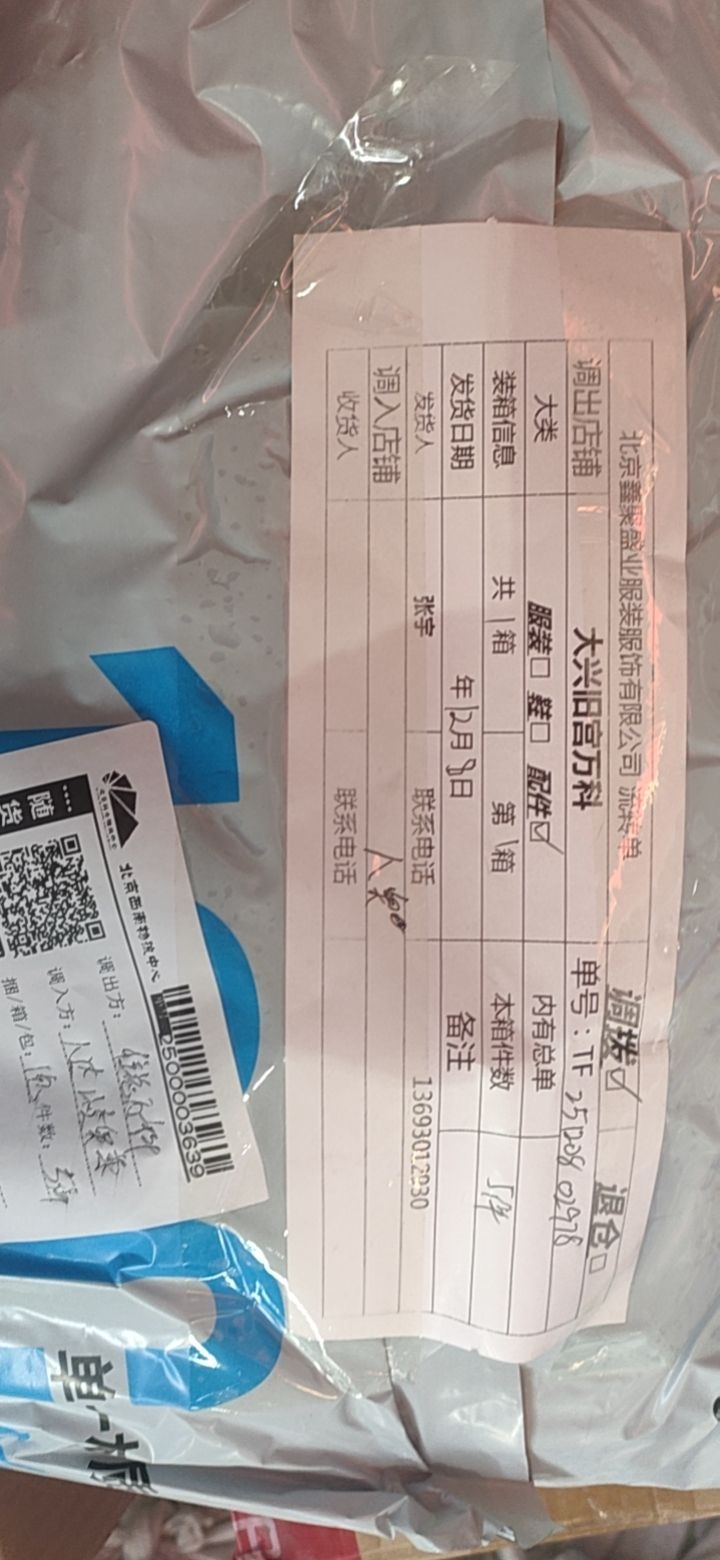 北京鑫聚盛业服装服饰有限公司 流转单 调拨☑ 退仓□
调出店铺 大兴旧宫万科 单号：TF 25120802978
大类 服装□ 鞋□ 配件☑ 内有总单
装箱信息 共 1 箱 第 1 箱 本箱件数 5件
发货日期 年 12月 8日 备注
发货人 张宇 联系电话 13693012930
调入店铺
收货人 联系电话
北京西南物流中心
2500003639
随货
调出方：
调入方：
捆/箱/包： 件数：
单